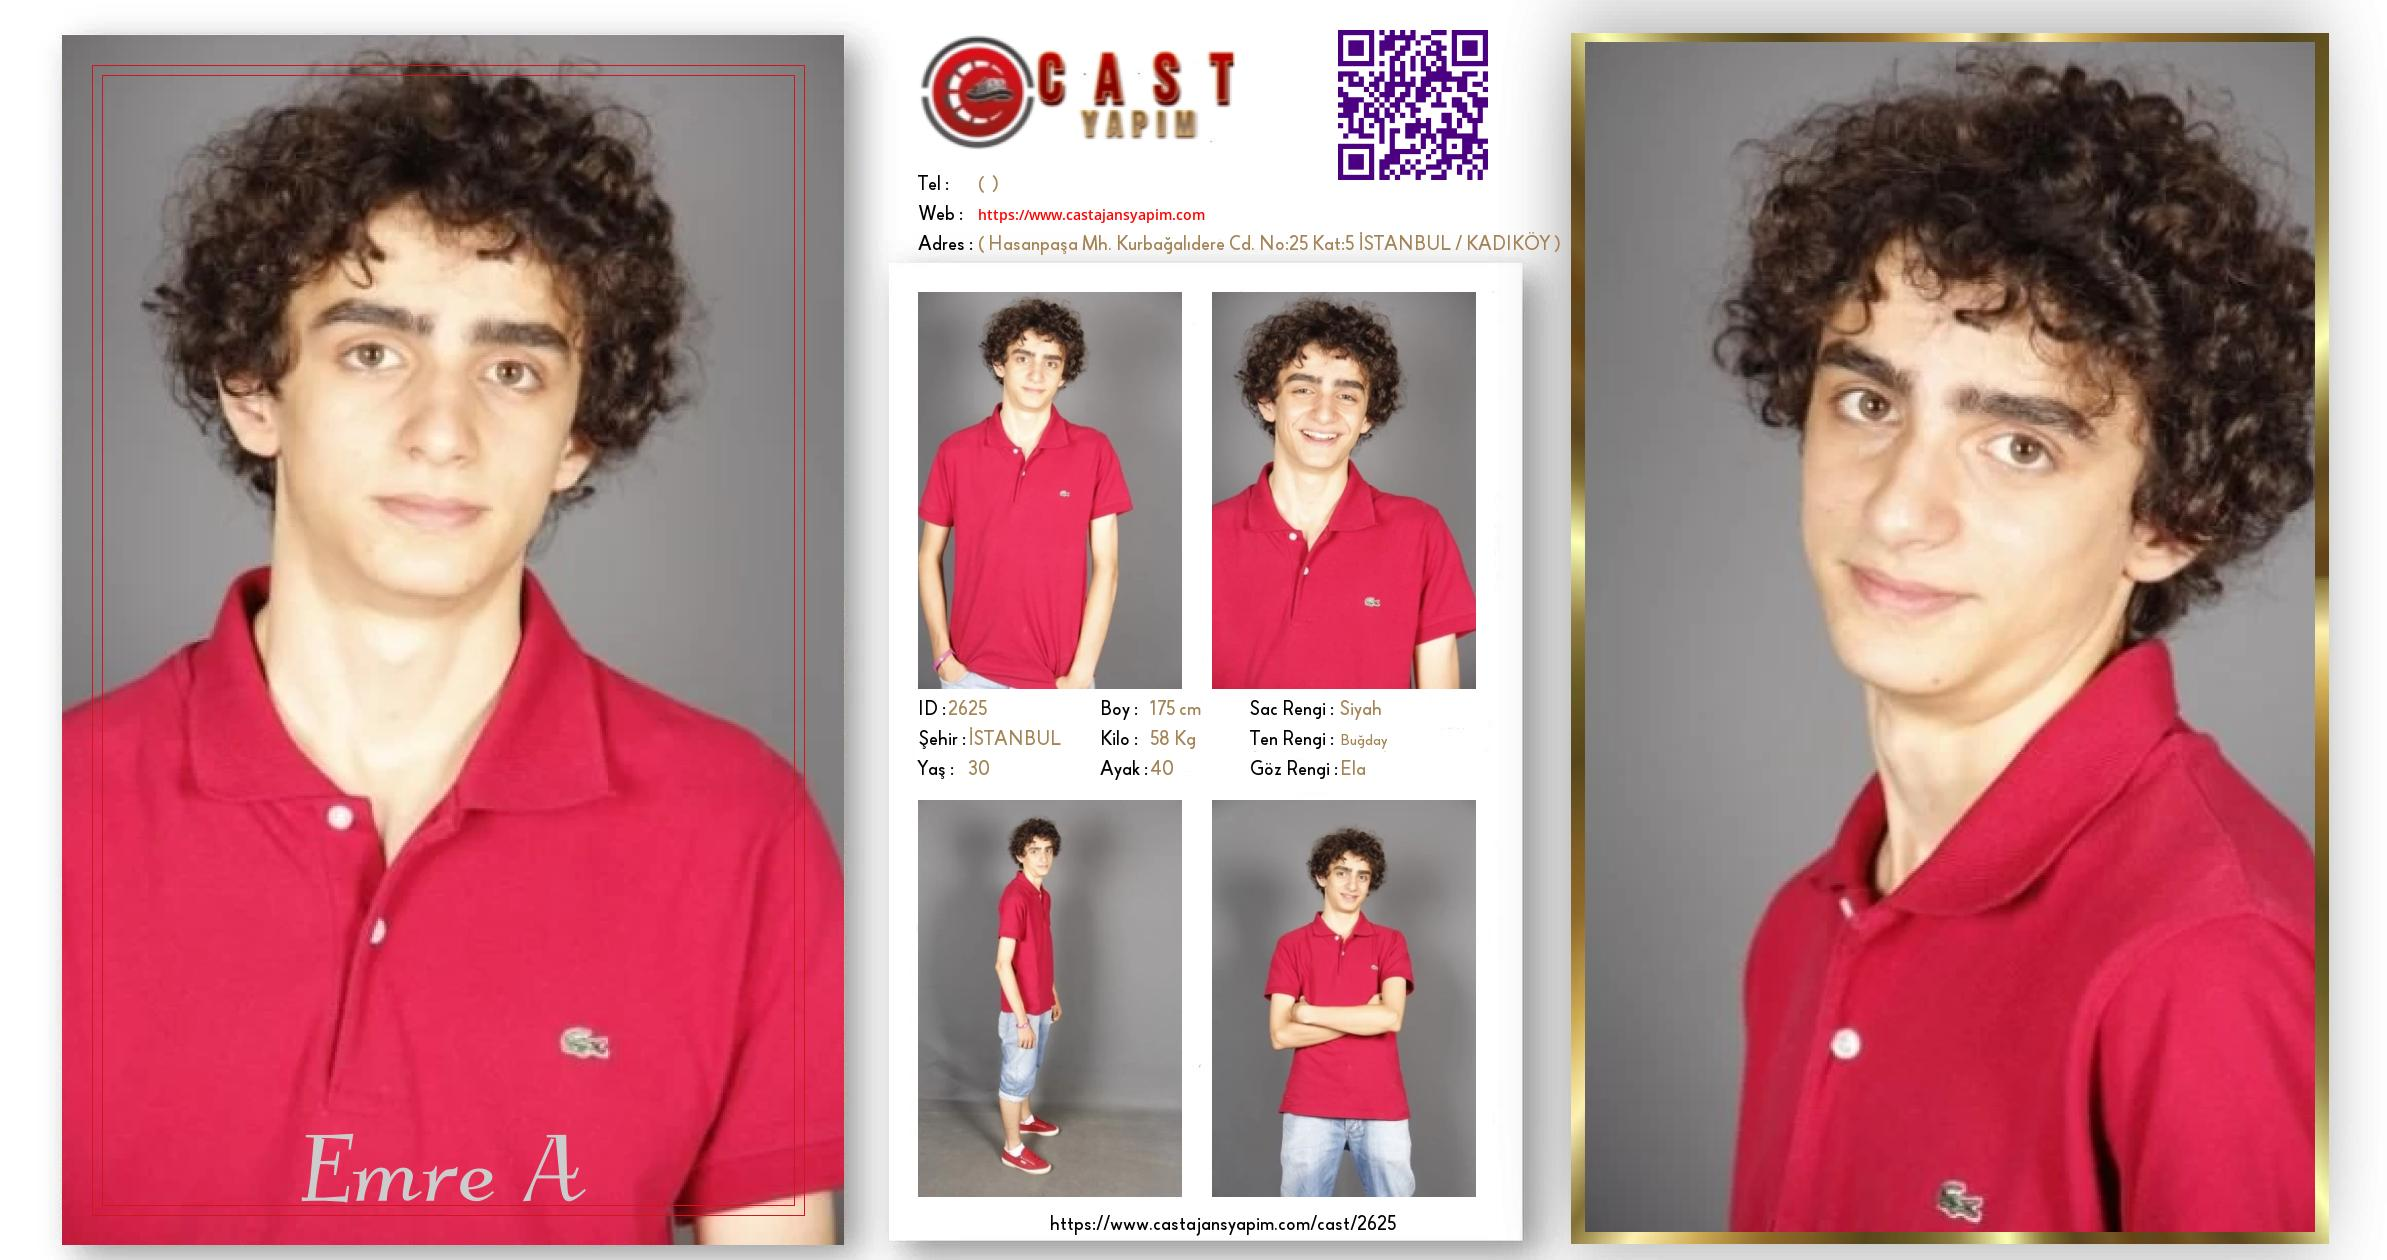 CAST
YAPIM
Tel : ( )
Web : https://www.castajansyapim.com
Adres : ( Hasanpaşa Mh. Kurbağalıdere Cd. No:25 Kat:5 İSTANBUL / KADIKÖY )
ID : 2625 Boy : 175 cm Sac Rengi : Siyah
Şehir : İSTANBUL Kilo : 58 Kg Ten Rengi : Buğday
Yaş : 30 Ayak : 40 Göz Rengi : Ela
Emre A
https://www.castajansyapim.com/cast/2625